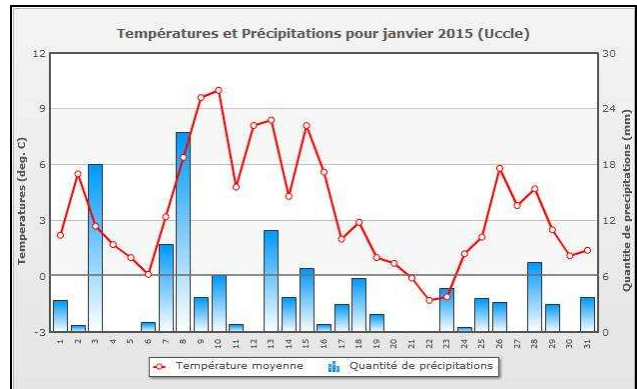 Températures et Précipitations pour janvier 2015 (Uccle)
Temperatures (deg. C)
12
9
6
3
0
-3
30
24
18
12
6
0
Quantite de precipitations (mm)
1 2 3 4 5 6 7 8 9 10 11 12 13 14 15 16 17 18 19 20 21 22 23 24 25 26 27 28 29 30 31
Température moyenne Quantité de précipitations